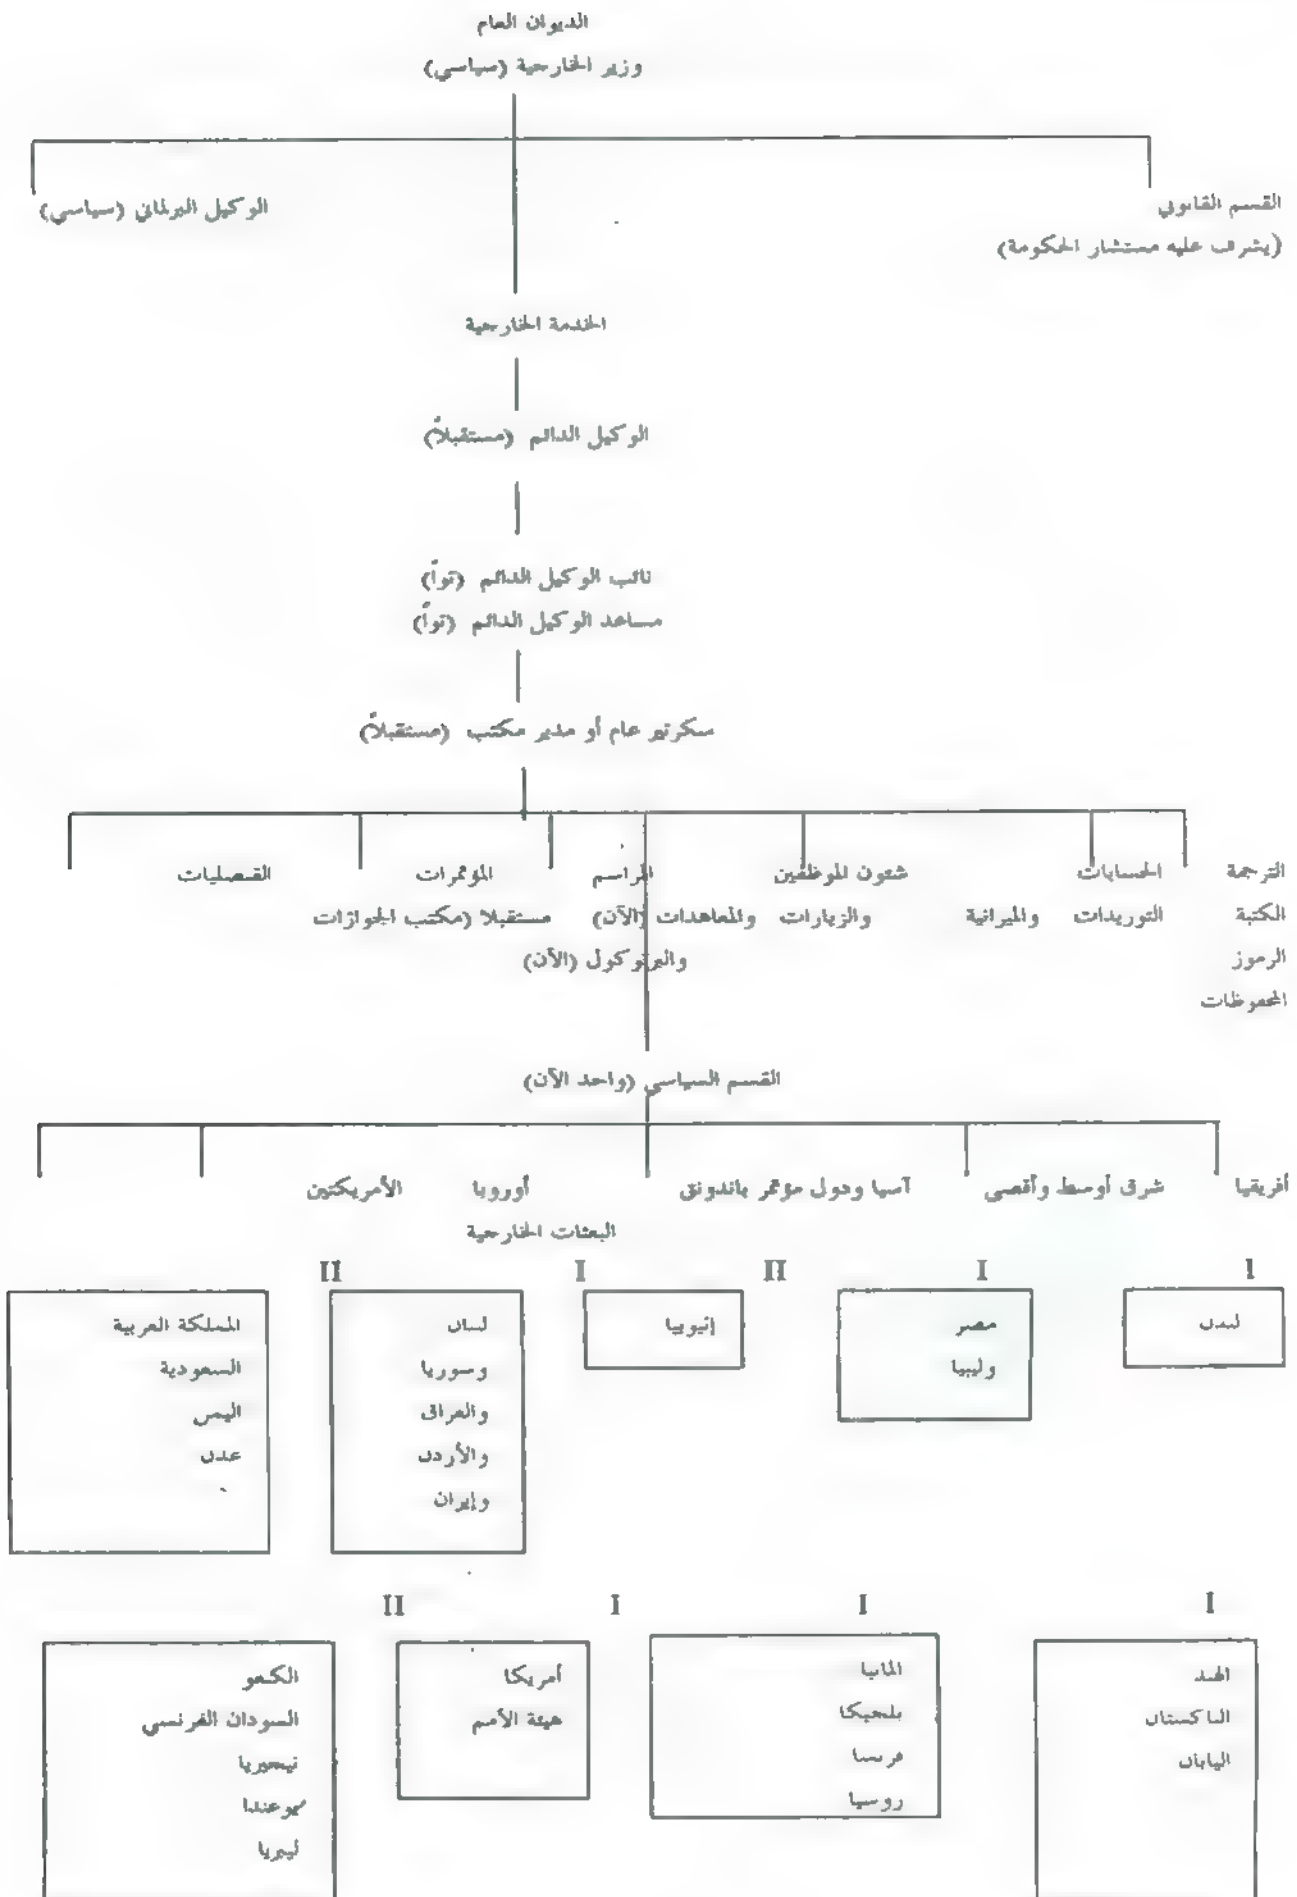 الديوان العام
وزير الخارجية (سياسي)
القسم القانوني
(يشرف عليه مستشار الحكومة)
الوكيل البرلماني (سياسي)
الخدمة الخارجية
الوكيل الدائم (مستقبلاً)
نائب الوكيل الدائم (تواً)
مساعد الوكيل الدائم (تواً)
سكرتير عام أو مدير مكتب (مستقبلاً)
الترجمة الحسابات شئون الموظفين المراسم المؤتمرات القنصليات
الكتبة التوريدات والميزانية والزيارات والمعاهدات (الآن) مستقبلا (مكتب الجوازات
الرموز والبرتوكول (الآن)
المحفوظات
القسم السياسي (واحد الآن)
أفريقيا شرق أوسط وأقصى آسيا ودول مؤتمر باندونق أوروبا الأمريكتين
البعثات الخارجية
I I II I II
لندن
مصر
وليبيا
إثيوبيا
لبنان
وسوريا
والعراق
والأردن
وإيران
المملكة العربية
السعودية
اليمن
عدن
I I I II
الهند
الباكستان
اليابان
المانيا
بلجيكا
فرنسا
روسيا
أمريكا
هيئة الأمم
الكنغو
السودان الفرنسي
نيجيريا
يوغندا
ليبريا